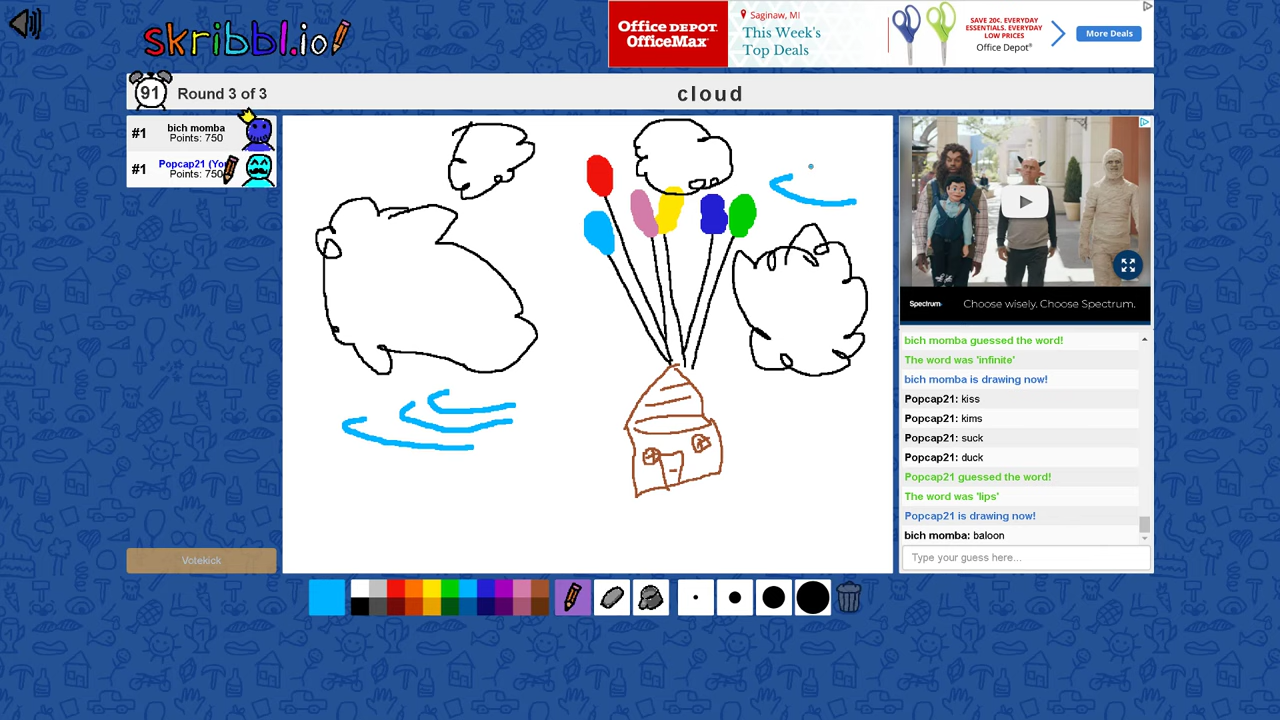 skribbl.io
Office DEPOT
OfficeMax
Saginaw, MI
This Week's
Top Deals
SAVE 20¢. EVERYDAY
ESSENTIALS. EVERYDAY
LOW PRICES
Office Depot
More Deals
91
Round 3 of 3
cloud
#1
bich momba
Points: 750
#1
Popcap21 (Yo
Points: 750
Spectrum
Choose wisely. Choose Spectrum.
bich momba guessed the word!
The word was 'infinite'
bich momba is drawing now!
Popcap21: kiss
Popcap21: kims
Popcap21: suck
Popcap21: duck
Popcap21 guessed the word!
The word was 'lips'
Popcap21 is drawing now!
bich momba: baloon
Type your guess here...
Votekick